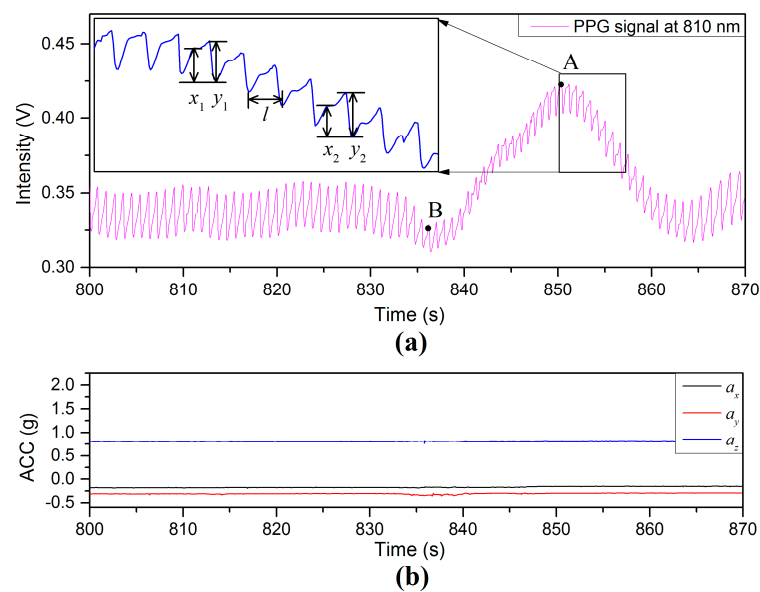 PPG signal at 810 nm
A
B
x1 y1
l
x2 y2
Intensity (V)
0.45
0.40
0.35
0.30
800 810 820 830 840 850 860 870
Time (s)
(a)
ACC (g)
2.0
1.5
1.0
0.5
0.0
-0.5
ax
ay
az
800 810 820 830 840 850 860 870
Time (s)
(b)